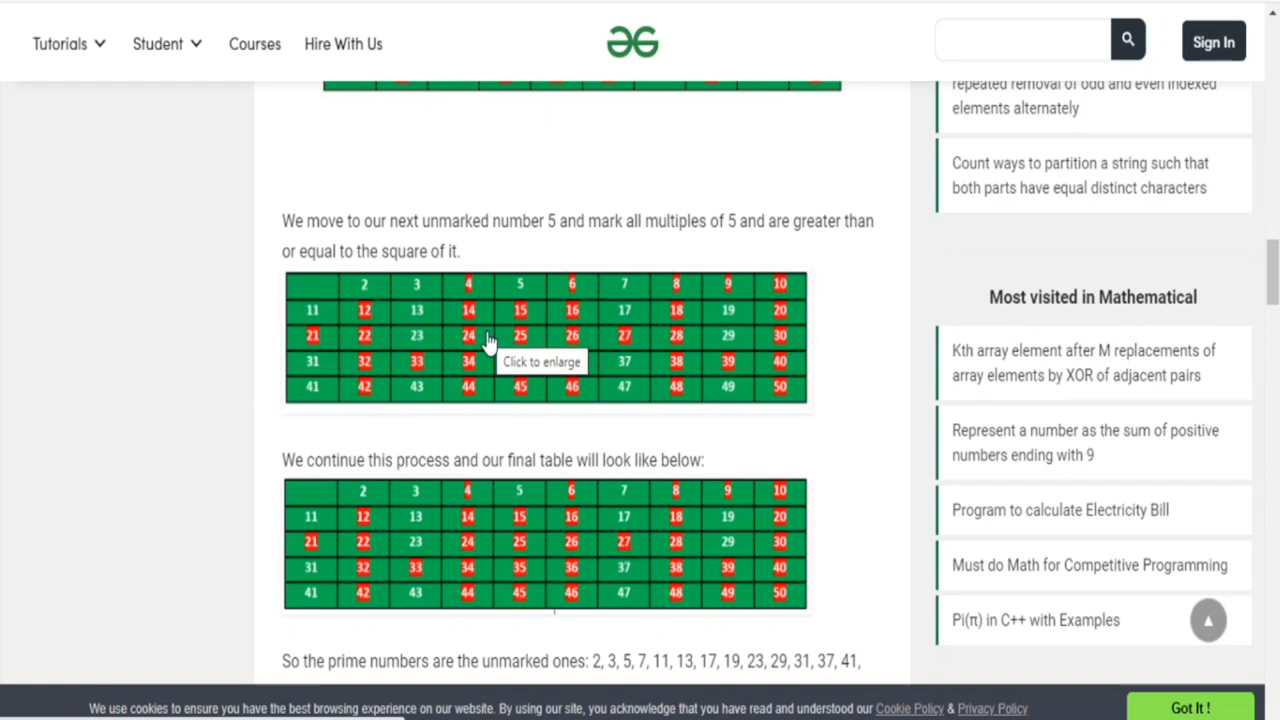 Tutorials Student Courses Hire With Us Sign In
repeated removal of odd and even indexed
elements alternately
Count ways to partition a string such that
both parts have equal distinct characters
We move to our next unmarked number 5 and mark all multiples of 5 and are greater than
or equal to the square of it.
2 3 4 5 6 7 8 9 10
11 12 13 14 15 16 17 18 19 20
21 22 23 24 25 26 27 28 29 30
31 32 33 34 37 38 39 40
Click to enlarge
41 42 43 44 45 46 47 48 49 50
We continue this process and our final table will look like below:
2 3 4 5 6 7 8 9 10
11 12 13 14 15 16 17 18 19 20
21 22 23 24 25 26 27 28 29 30
31 32 33 34 35 36 37 38 39 40
41 42 43 44 45 46 47 48 49 50
So the prime numbers are the unmarked ones: 2, 3, 5, 7, 11, 13, 17, 19, 23, 29, 31, 37, 41,
Most visited in Mathematical
Kth array element after M replacements of
array elements by XOR of adjacent pairs
Represent a number as the sum of positive
numbers ending with 9
Program to calculate Electricity Bill
Must do Math for Competitive Programming
Pi(π) in C++ with Examples
We use cookies to ensure you have the best browsing experience on our website. By using our site, you acknowledge that you have read and understood our Cookie Policy & Privacy Policy
Got It !